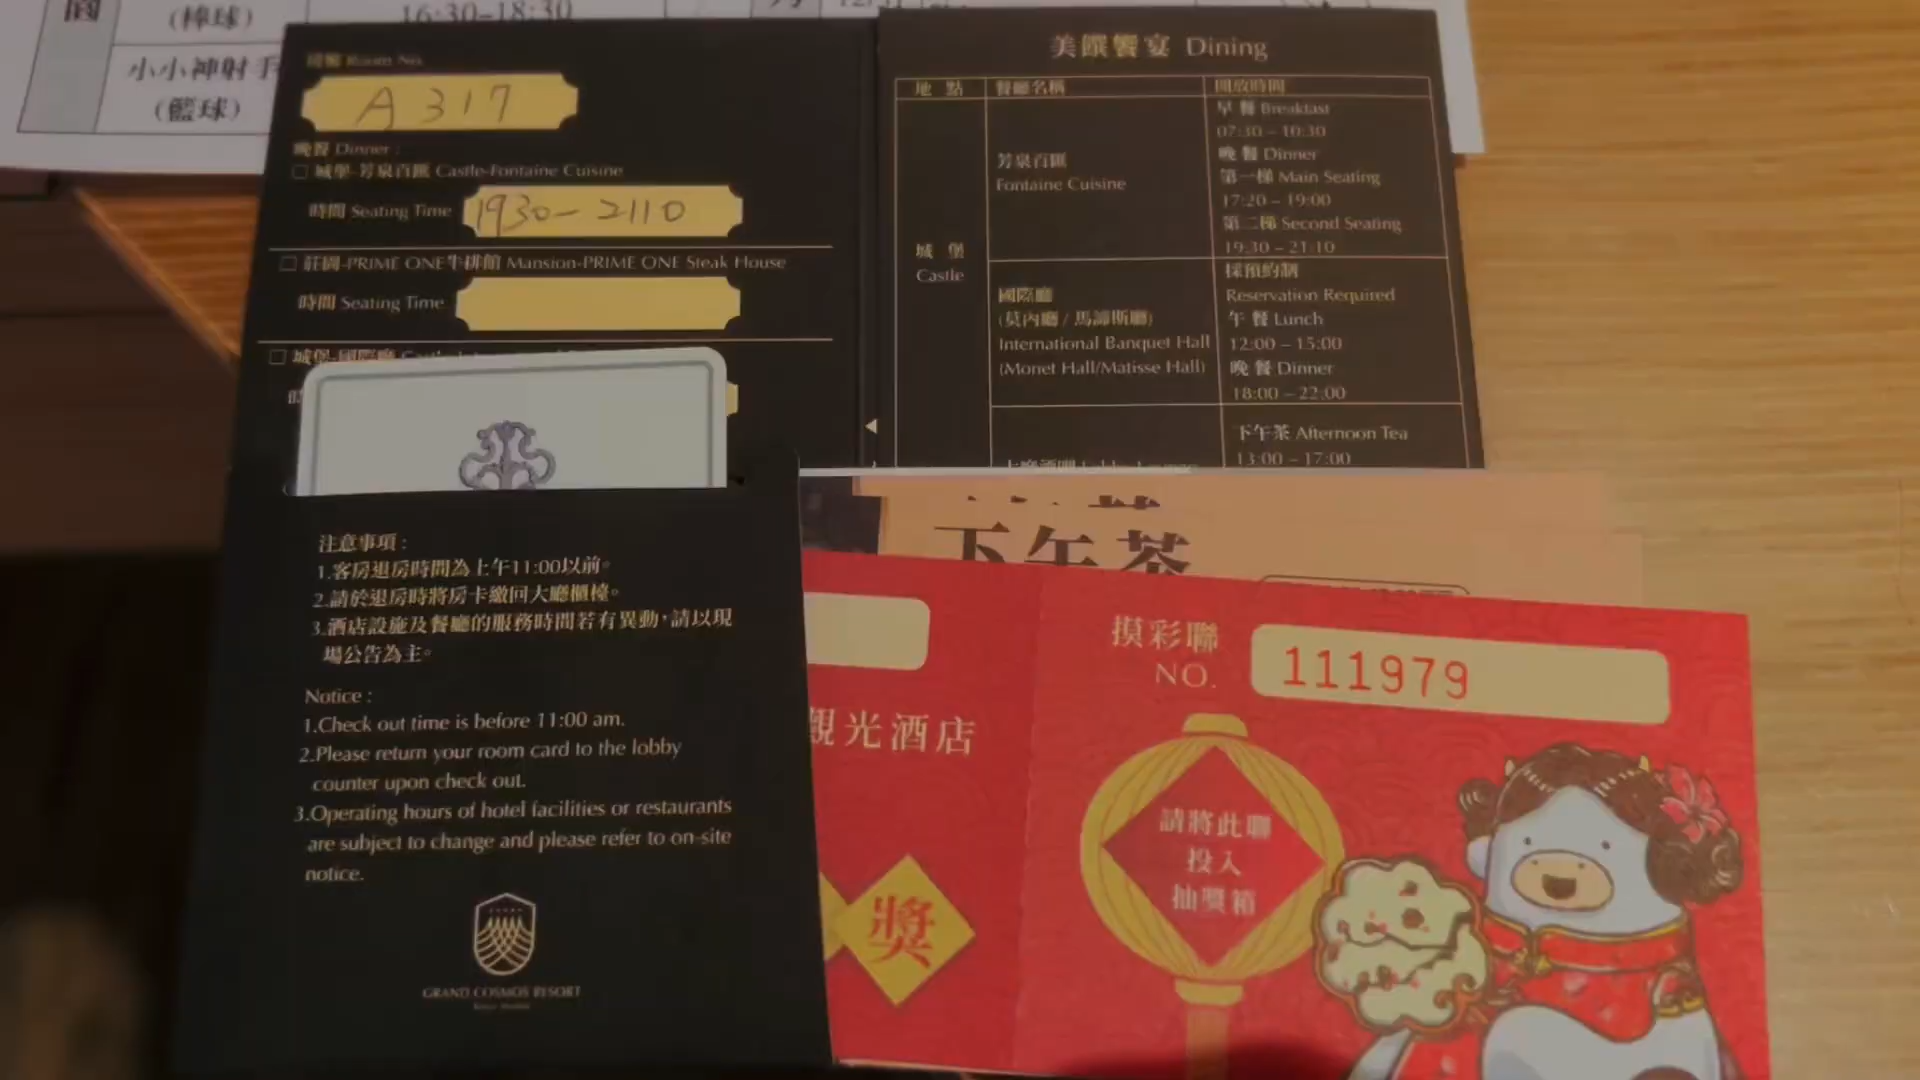 (棒球)
16:30-18:30
小小神射手
(籃球)
房號 Room No.
A317
晚餐 Dinner :
□ 城堡-芳泉百匯 Castle-Fontaine Cuisine
時間 Seating Time 1930-2110
□ 莊園-PRIME ONE牛排館 Mansion-PRIME ONE Steak House
時間 Seating Time
□ 城堡-國際廳
注意事項 :
1.客房退房時間為上午11:00以前。
2.請於退房時將房卡繳回大廳櫃檯。
3.酒店設施及餐廳的服務時間若有異動,請以現
場公告為主。
Notice :
1.Check out time is before 11:00 am.
2.Please return your room card to the lobby
counter upon check out.
3.Operating hours of hotel facilities or restaurants
are subject to change and please refer to on-site
notice.
GRAND COSMOS RESORT
美饌饗宴 Dining
地 點 餐廳名稱 開放時間
城 堡
Castle
芳泉百匯
Fontaine Cuisine
早 餐 Breakfast
07:30 – 10:30
晚 餐 Dinner
第一梯 Main Seating
17:20 – 19:00
第二梯 Second Seating
19:30 – 21:10
國際廳
(莫內廳 / 馬諦斯廳)
International Banquet Hall
(Monet Hall/Matisse Hall)
採預約制
Reservation Required
午 餐 Lunch
12:00 – 15:00
晚 餐 Dinner
18:00 – 22:00
下午茶 Afternoon Tea
13:00 – 17:00
下午茶
觀光酒店
獎
摸彩聯
NO. 111979
請將此聯
投入
抽獎箱